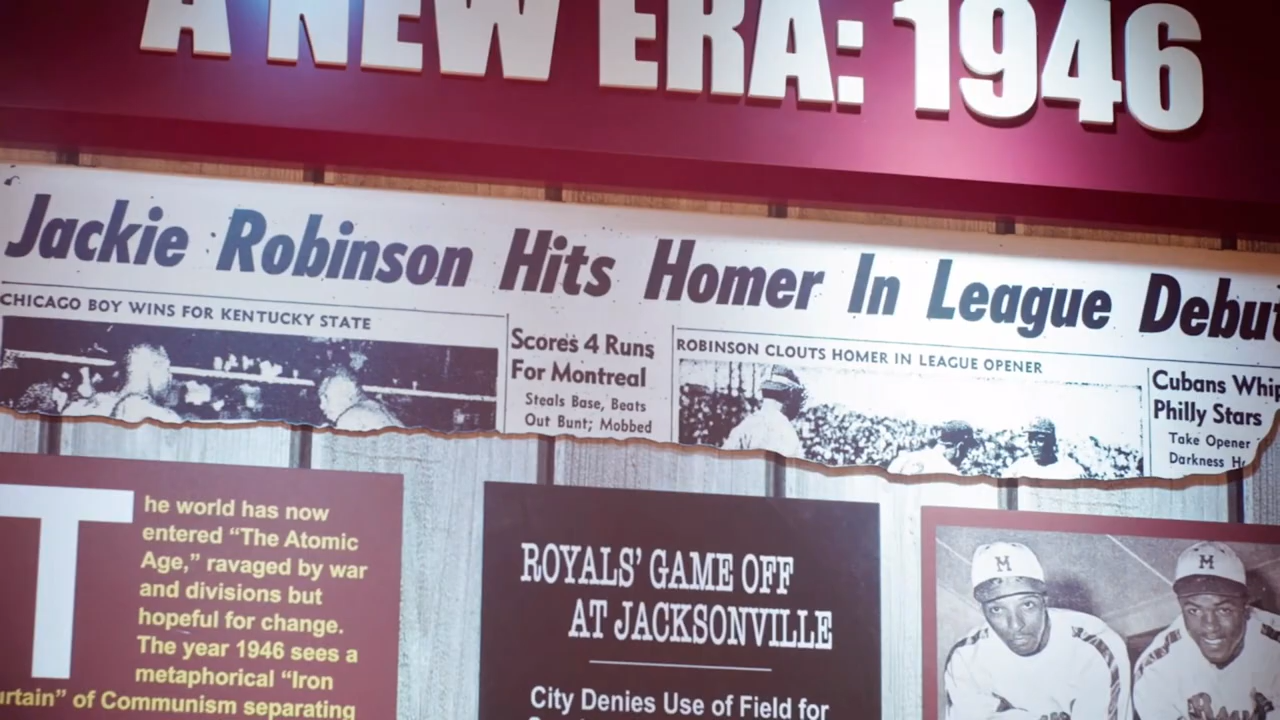 A NEW ERA: 1946
Jackie Robinson Hits Homer In League Debut
CHICAGO BOY WINS FOR KENTUCKY STATE
Scores 4 Runs
For Montreal
Steals Base, Beats
Out Bunt; Mobbed
ROBINSON CLOUTS HOMER IN LEAGUE OPENER
Cubans Whip
Philly Stars
Take Opener
Darkness
The world has now
entered “The Atomic
Age,” ravaged by war
and divisions but
hopeful for change.
The year 1946 sees a
metaphorical “Iron
urtain” of Communism separating
ROYALS’ GAME OFF
AT JACKSONVILLE
City Denies Use of Field for
M
M